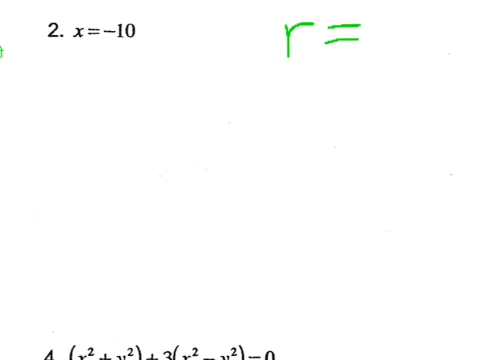 2. x = -10
r =
4. (x² + y²) + 3(x² - y²) = 0